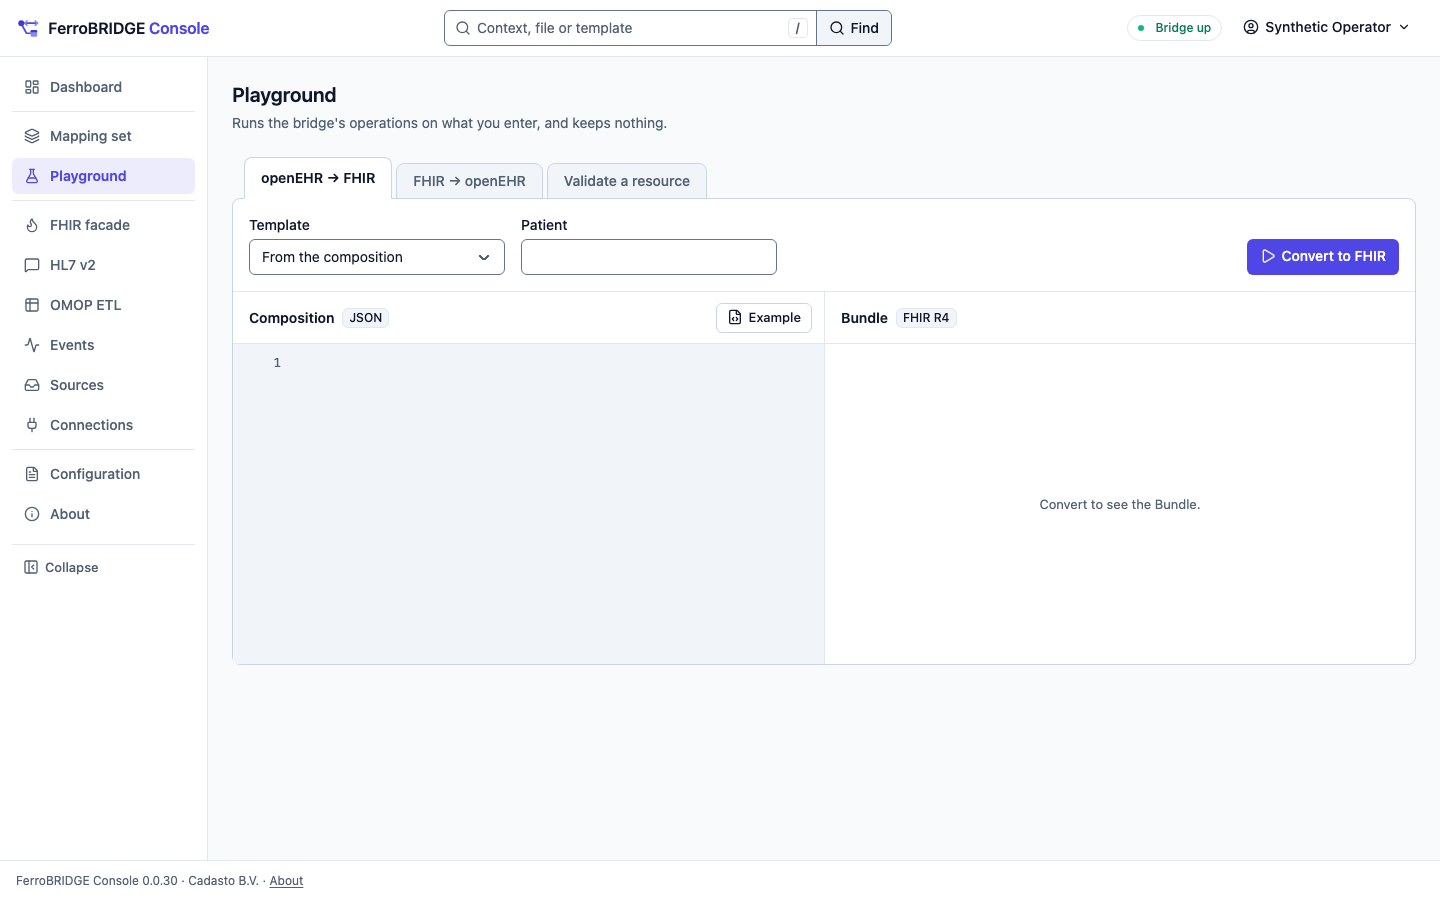 FerroBRIDGE Console
Context, file or template
/
Find
Bridge up
Synthetic Operator
Dashboard
Mapping set
Playground
FHIR facade
HL7 v2
OMOP ETL
Events
Sources
Connections
Configuration
About
Collapse
Playground
Runs the bridge's operations on what you enter, and keeps nothing.
openEHR → FHIR
FHIR → openEHR
Validate a resource
Template
Patient
From the composition
Convert to FHIR
Composition JSON
Example
Bundle FHIR R4
1
Convert to see the Bundle.
FerroBRIDGE Console 0.0.30 · Cadasto B.V. · About